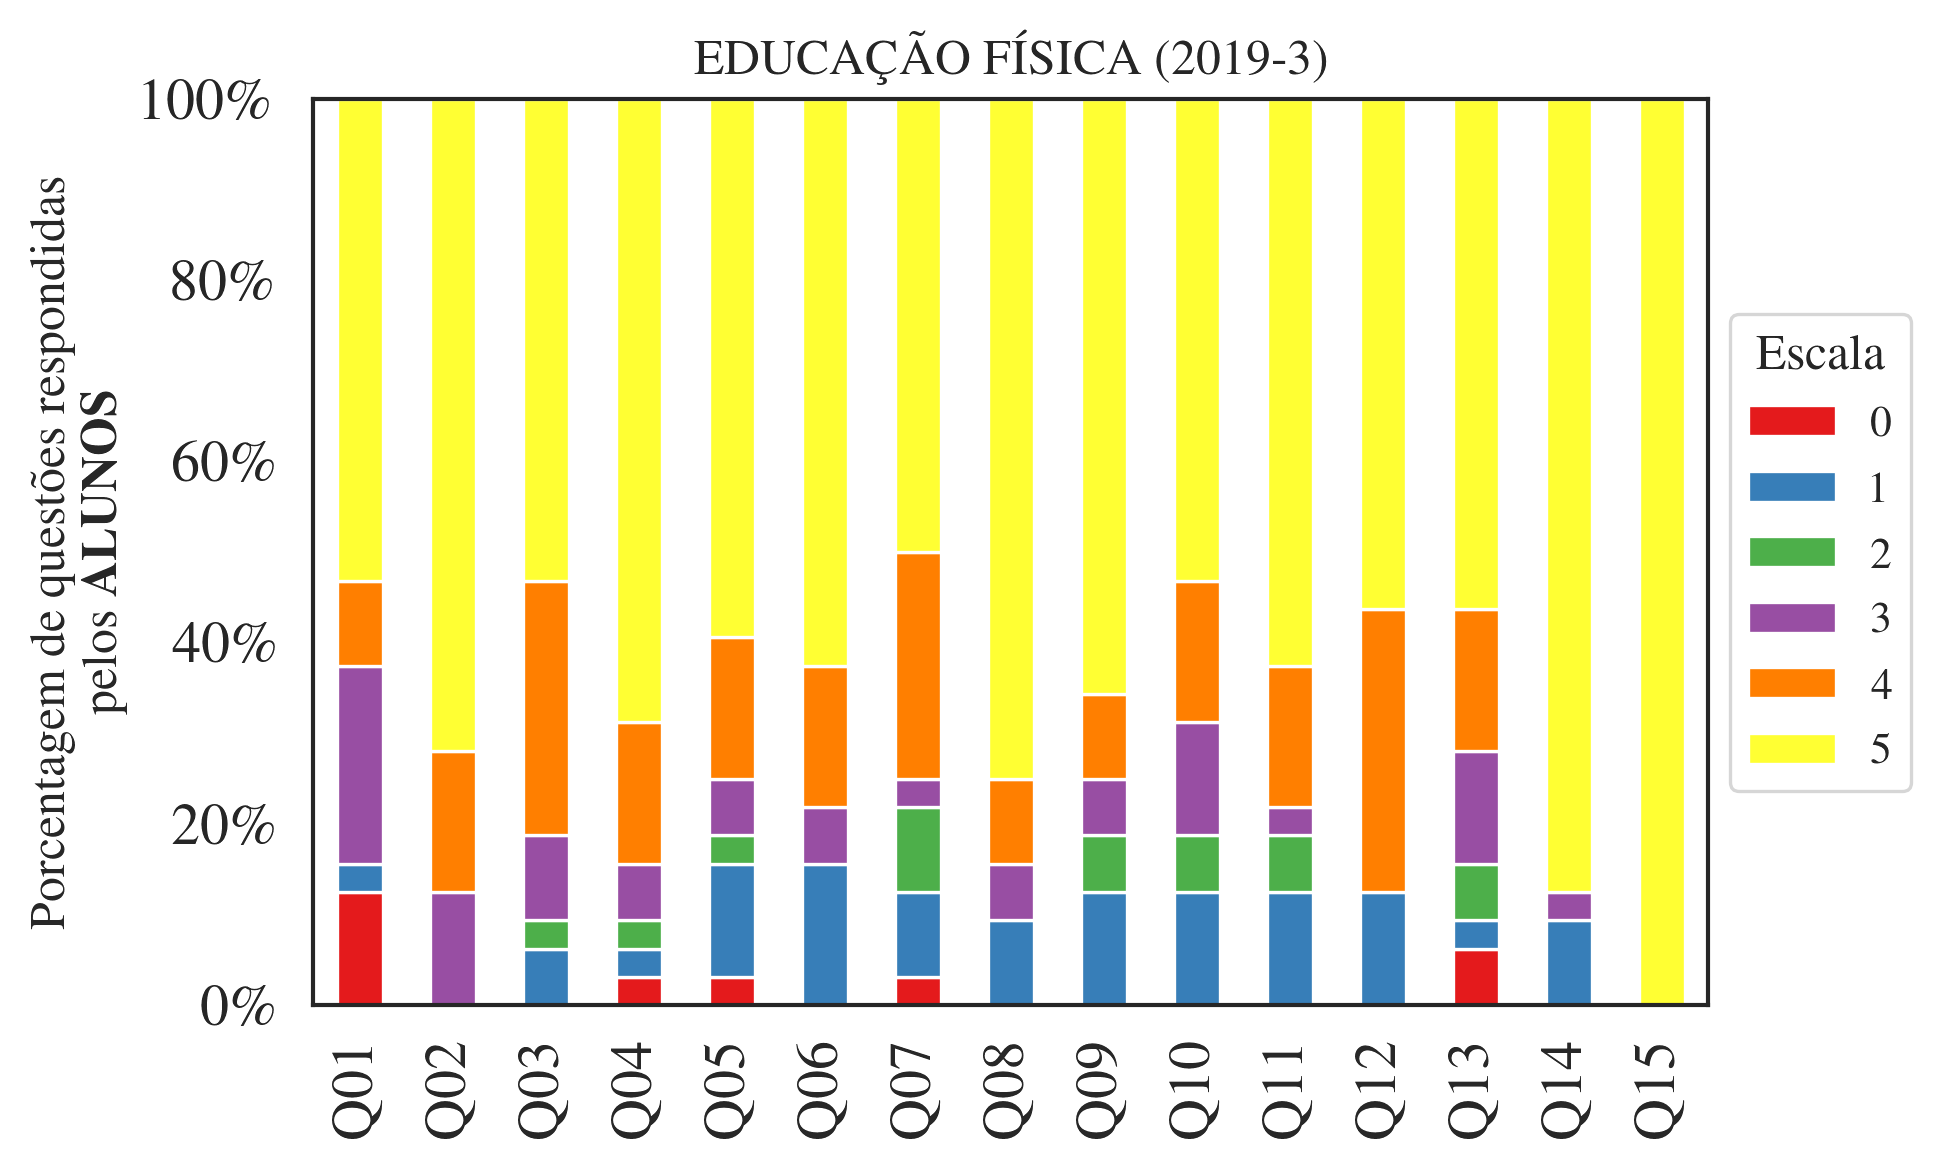 EDUCAÇÃO FÍSICA (2019-3)
Porcentagem de questões respondidas
pelos ALUNOS
100%
80%
60%
40%
20%
0%
Q01
Q02
Q03
Q04
Q05
Q06
Q07
Q08
Q09
Q10
Q11
Q12
Q13
Q14
Q15
Escala
0
1
2
3
4
5